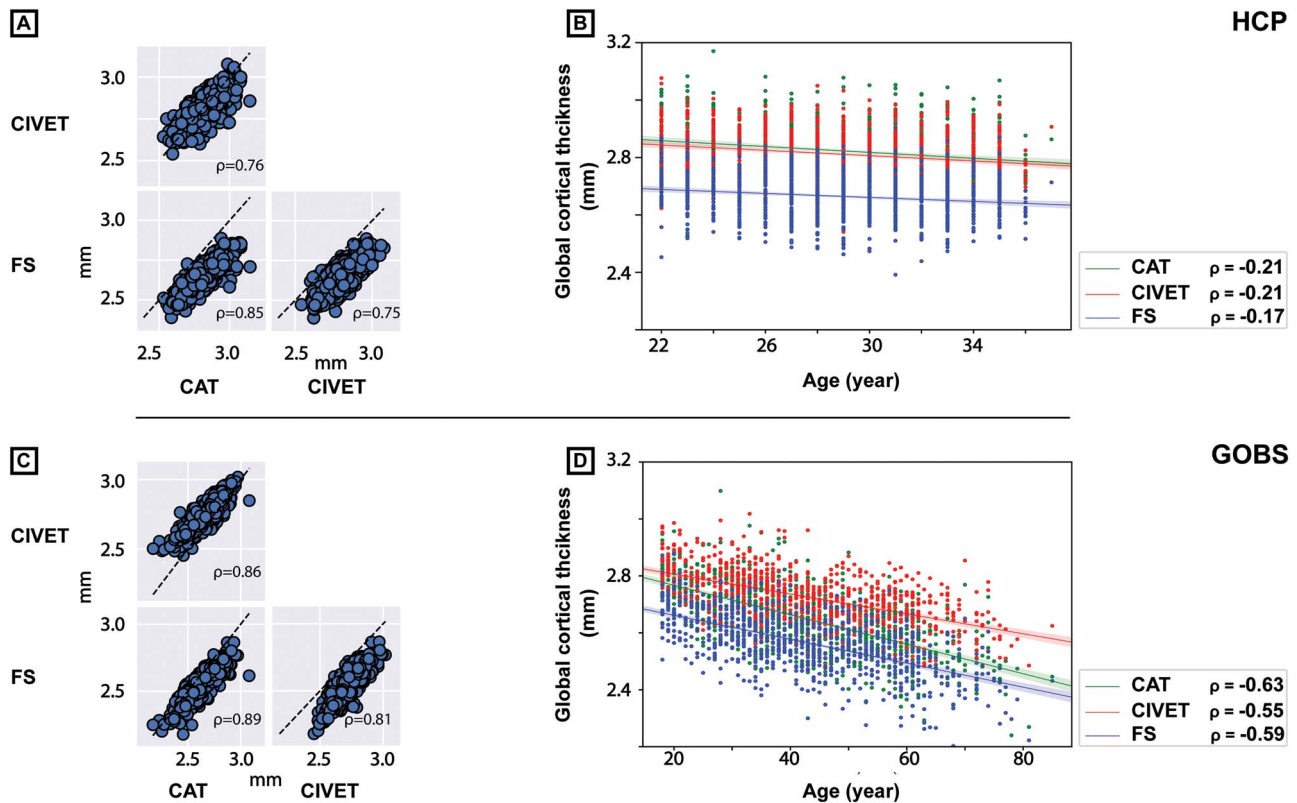 A
B
HCP
CIVET
3.0
2.5
ρ=0.76
FS
mm
3.0
2.5
ρ=0.85
ρ=0.75
2.5
3.0
mm
2.5
3.0
CAT
CIVET
Global cortical thcikness
(mm)
3.2
2.8
2.4
22
26
30
34
Age (year)
CAT ρ = -0.21
CIVET ρ = -0.21
FS ρ = -0.17
C
D
GOBS
CIVET
3.0
2.5
mm
ρ=0.86
FS
3.0
2.5
ρ=0.89
ρ=0.81
2.5
3.0
mm
2.5
3.0
CAT
CIVET
Global cortical thcikness
(mm)
3.2
2.8
2.4
20
40
60
80
Age (year)
CAT ρ = -0.63
CIVET ρ = -0.55
FS ρ = -0.59